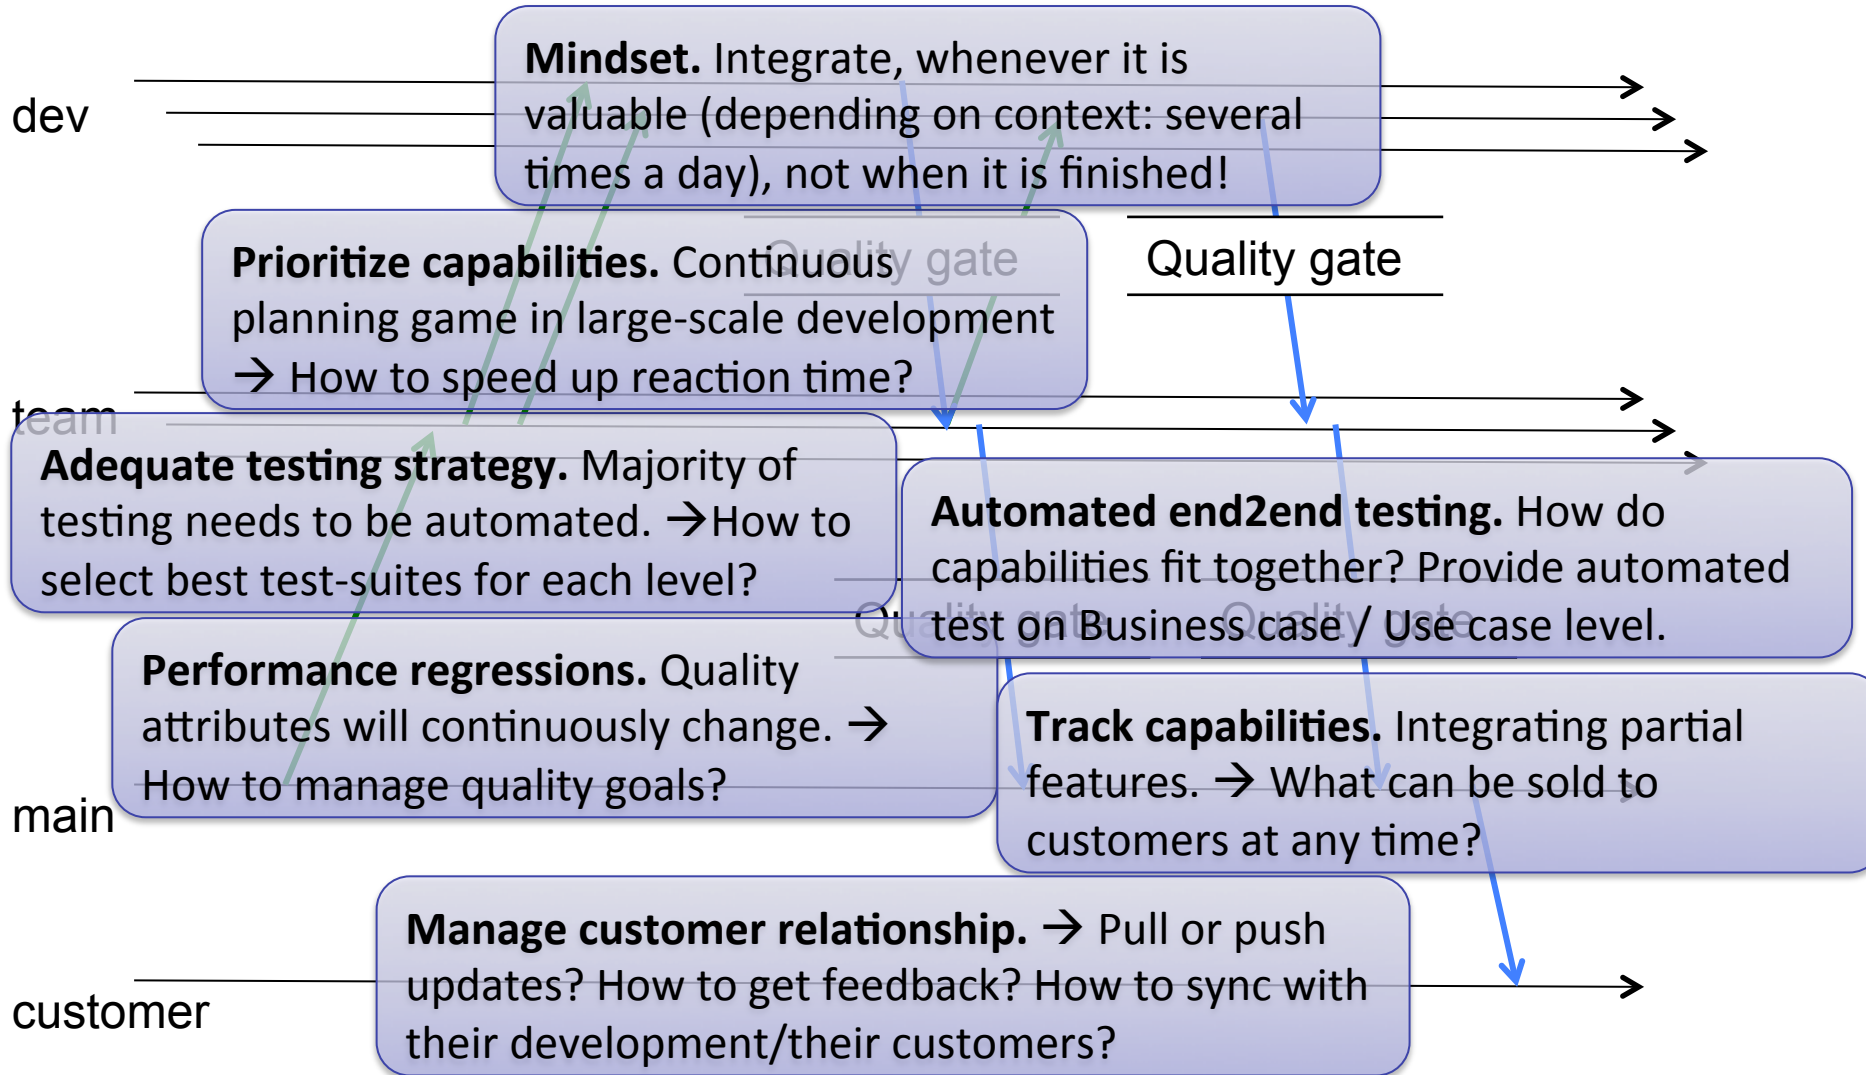 dev
Mindset. Integrate, whenever it is
valuable (depending on context: several
times a day), not when it is finished!
Quality gate
Quality gate
Prioritize capabilities. Continuous
planning game in large-scale development
→ How to speed up reaction time?
team
Adequate testing strategy. Majority of
testing needs to be automated. →How to
select best test-suites for each level?
Automated end2end testing. How do
capabilities fit together? Provide automated
test on Business case / Use case level.
Quality gate
Quality gate
Performance regressions. Quality
attributes will continuously change. →
How to manage quality goals?
Track capabilities. Integrating partial
features. → What can be sold to
customers at any time?
main
Manage customer relationship. → Pull or push
updates? How to get feedback? How to sync with
their development/their customers?
customer